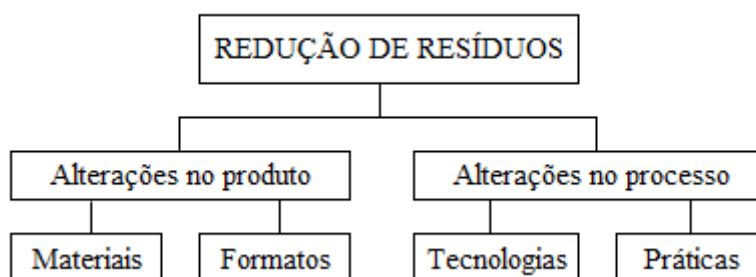 REDUÇÃO DE RESÍDUOS
Alterações no produto
Alterações no processo
Materiais
Formatos
Tecnologias
Práticas